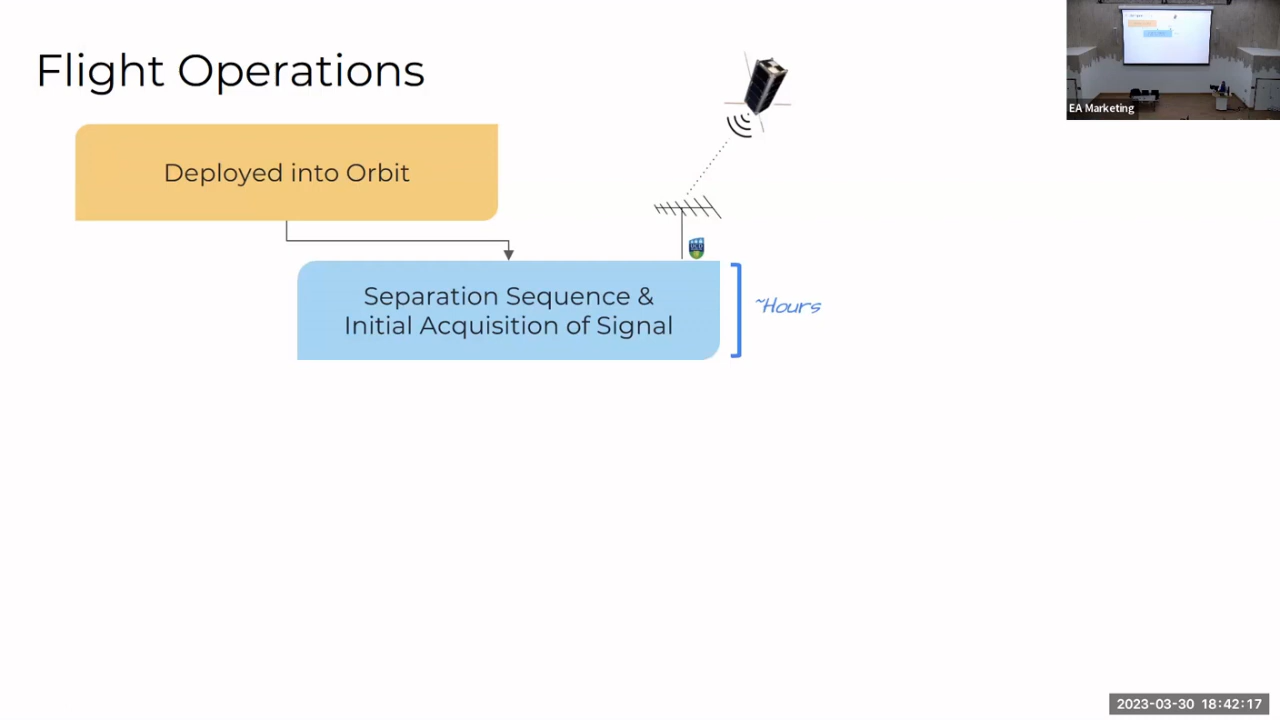 Flight Operations
EA Marketing
Deployed into Orbit
UCD
Separation Sequence &
Initial Acquisition of Signal
~Hours
2023-03-30 18:42:17